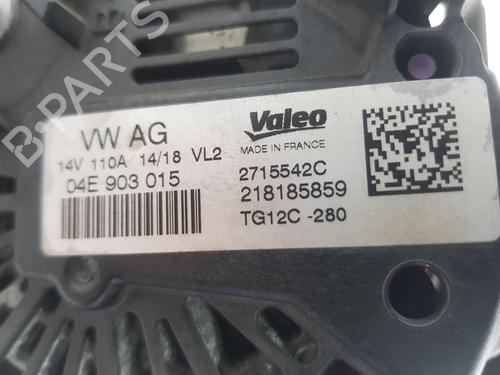 B-PARTS
VW AG
14V 110A 14/18 VL2
04E 903 015
Valeo
MADE IN FRANCE
2715542C
218185859
TG12C -280